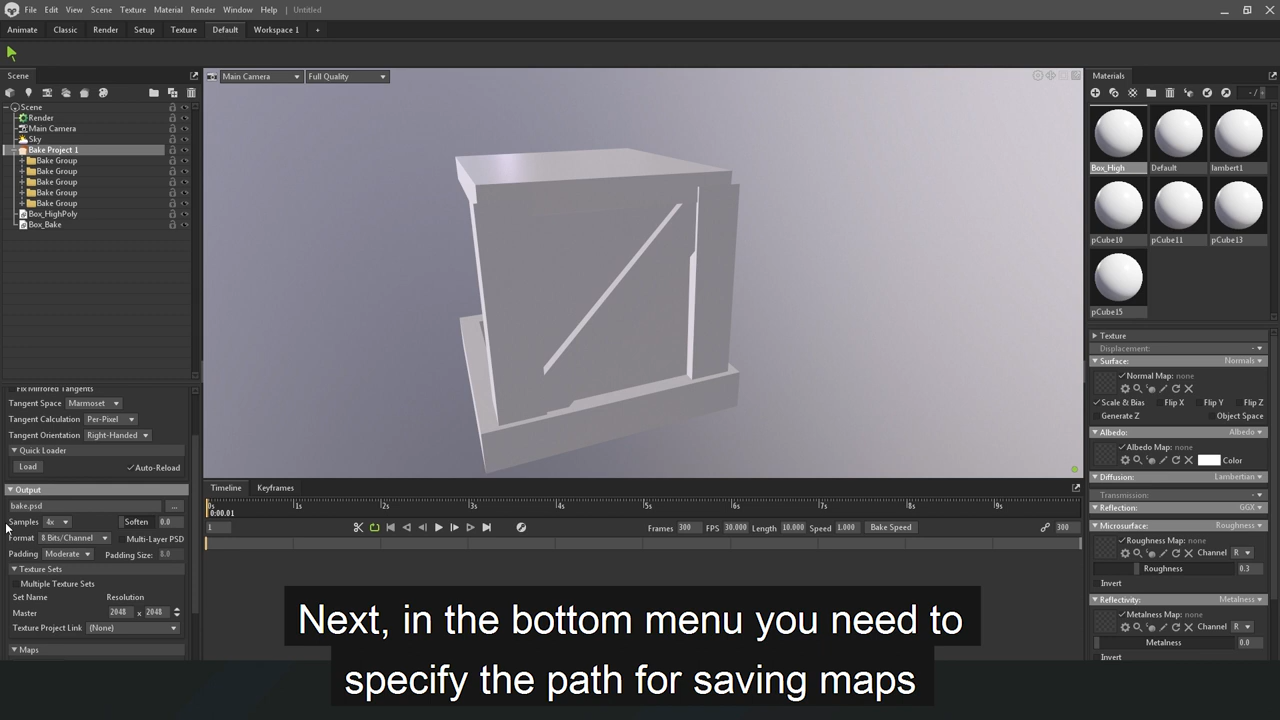 File Edit View Scene Texture Material Render Window Help Untitled
Animate Classic Render Setup Texture Default Workspace 1 +
Scene
Main Camera Full Quality
Materials
Scene
Render
Main Camera
Sky
Bake Project 1
Bake Group
Bake Group
Bake Group
Bake Group
Bake Group
Box_HighPoly
Box_Bake
Box_High Default lambert1
pCube10 pCube11 pCube13
pCube15
Fix Mirrored Tangents
Tangent Space Marmoset
Tangent Calculation Per-Pixel
Tangent Orientation Right-Handed
Quick Loader
Load Auto-Reload
Output
bake.psd ...
Samples 4x Soften 0.0
Format 8 Bits/Channel Multi-Layer PSD
Padding Moderate Padding Size: 8.0
Texture Sets
Multiple Texture Sets
Set Name Resolution
Master 2048 x 2048
Texture Project Link (None)
Maps
Timeline Keyframes
0s 1s 2s 3s 4s 5s 6s 7s 8s 9s
0:00.01
1 Frames 300 FPS 30.000 Length 10.000 Speed 1.000 Bake Speed 300
Texture
Displacement:
Surface: Normals
Normal Map: none
Scale & Bias Flip X Flip Y Flip Z
Generate Z Object Space
Albedo: Albedo
Albedo Map: none
Color
Diffusion: Lambertian
Transmission:
Reflection: GGX
Microsurface: Roughness
Roughness Map: none
Channel R
Roughness 0.3
Invert
Reflectivity: Metalness
Metalness Map: none
Channel R
Metalness 0.0
Invert
Next, in the bottom menu you need to
specify the path for saving maps